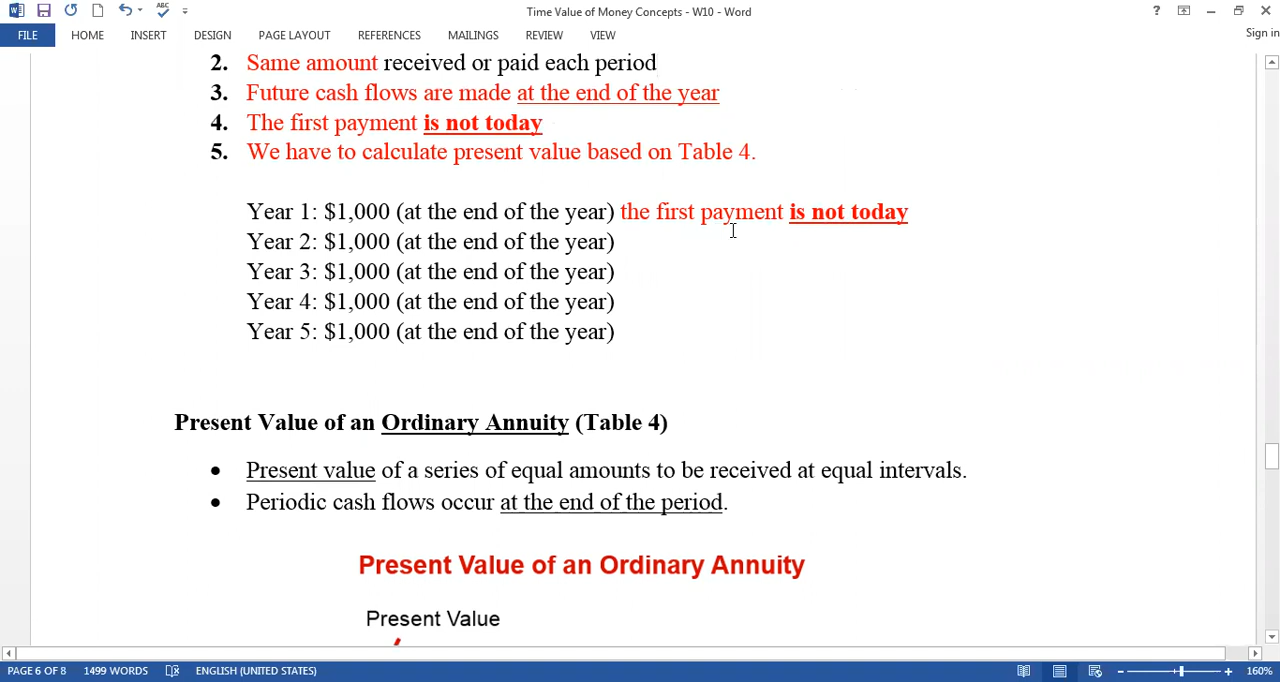 Time Value of Money Concepts - W10 - Word
?
Sign in
FILE HOME INSERT DESIGN PAGE LAYOUT REFERENCES MAILINGS REVIEW VIEW
2. Same amount received or paid each period
3. Future cash flows are made at the end of the year
4. The first payment is not today
5. We have to calculate present value based on Table 4.
Year 1: $1,000 (at the end of the year) the first payment is not today
Year 2: $1,000 (at the end of the year)
Year 3: $1,000 (at the end of the year)
Year 4: $1,000 (at the end of the year)
Year 5: $1,000 (at the end of the year)
Present Value of an Ordinary Annuity (Table 4)
• Present value of a series of equal amounts to be received at equal intervals.
• Periodic cash flows occur at the end of the period.
Present Value of an Ordinary Annuity
Present Value
PAGE 6 OF 8 1499 WORDS ENGLISH (UNITED STATES) 160%